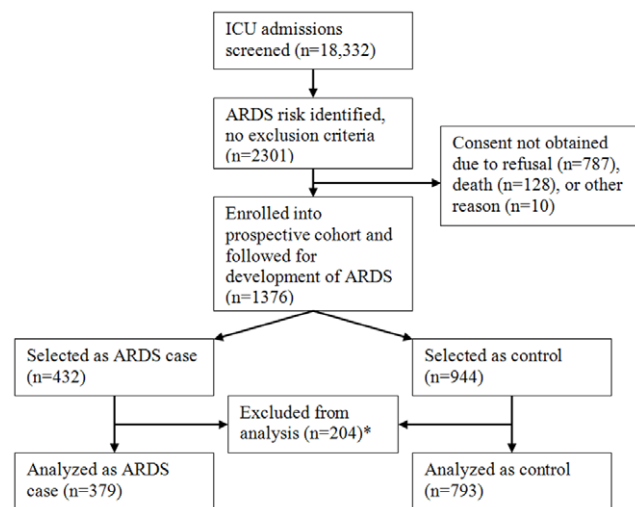 ICU admissions
screened (n=18,332)
ARDS risk identified,
no exclusion criteria
(n=2301)
Consent not obtained
due to refusal (n=787),
death (n=128), or other
reason (n=10)
Enrolled into
prospective cohort and
followed for
development of ARDS
(n=1376)
Selected as ARDS case
(n=432)
Selected as control
(n=944)
Excluded from
analysis (n=204)*
Analyzed as ARDS
case (n=379)
Analyzed as control
(n=793)